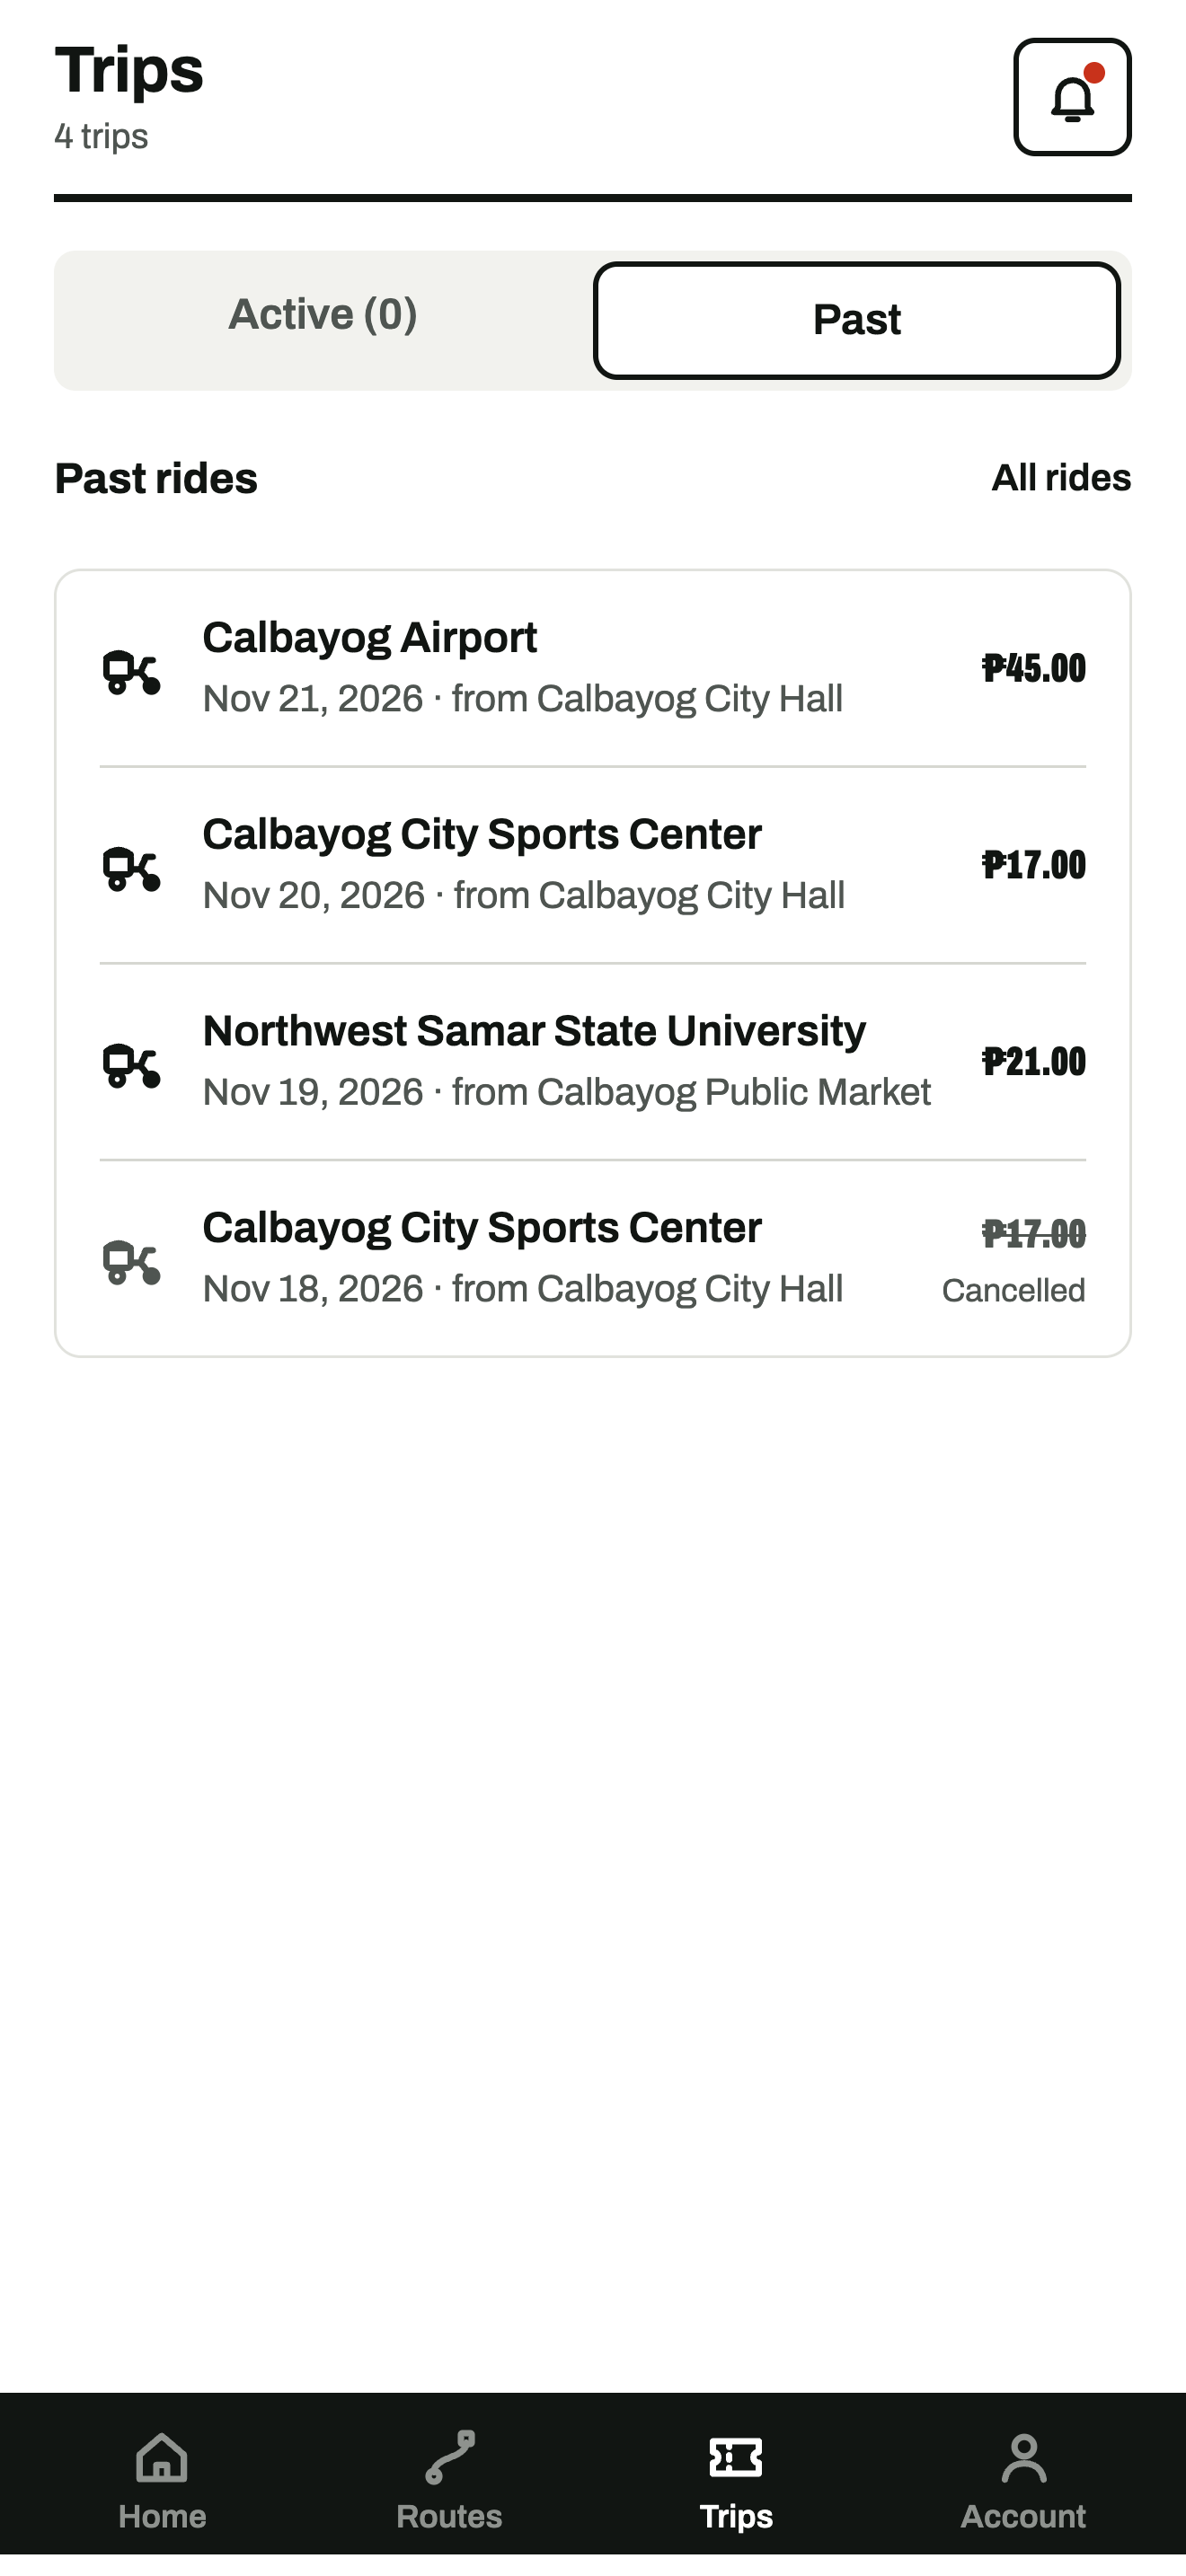 Trips
4 trips
Active (0)
Past
Past rides
All rides
Calbayog Airport
Nov 21, 2026 · from Calbayog City Hall
₱45.00
Calbayog City Sports Center
Nov 20, 2026 · from Calbayog City Hall
₱17.00
Northwest Samar State University
Nov 19, 2026 · from Calbayog Public Market
₱21.00
Calbayog City Sports Center
Nov 18, 2026 · from Calbayog City Hall
₱17.00
Cancelled
Home
Routes
Trips
Account